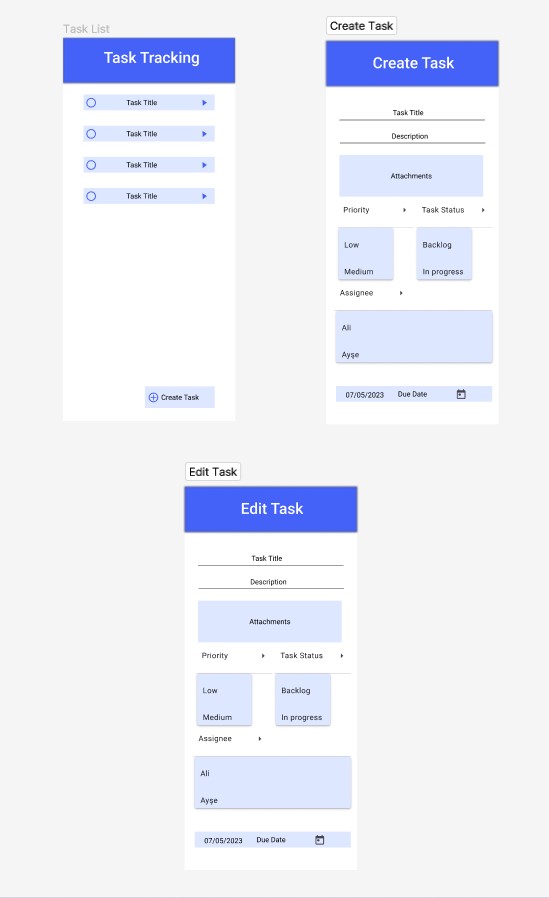 Task List
Task Tracking
Task Title
Task Title
Task Title
Task Title
Create Task
Create Task
Create Task
Task Title
Description
Attachments
Priority Task Status
Low Backlog
Medium In progress
Assignee
Ali
Ayşe
07/05/2023 Due Date
Edit Task
Edit Task
Task Title
Description
Attachments
Priority Task Status
Low Backlog
Medium In progress
Assignee
Ali
Ayşe
07/05/2023 Due Date